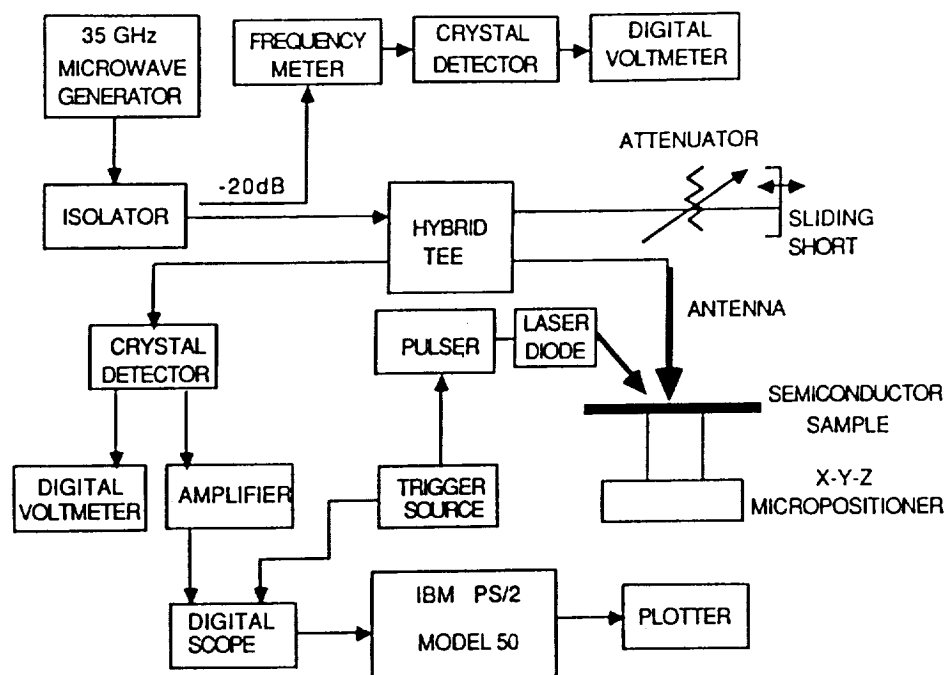 35 GHz
MICROWAVE
GENERATOR
FREQUENCY
METER
CRYSTAL
DETECTOR
DIGITAL
VOLTMETER
ATTENUATOR
-20dB
ISOLATOR
HYBRID
TEE
SLIDING
SHORT
ANTENNA
CRYSTAL
DETECTOR
PULSER
LASER
DIODE
SEMICONDUCTOR
SAMPLE
DIGITAL
VOLTMETER
AMPLIFIER
TRIGGER
SOURCE
X-Y-Z
MICROPOSITIONER
DIGITAL
SCOPE
IBM PS/2
MODEL 50
PLOTTER